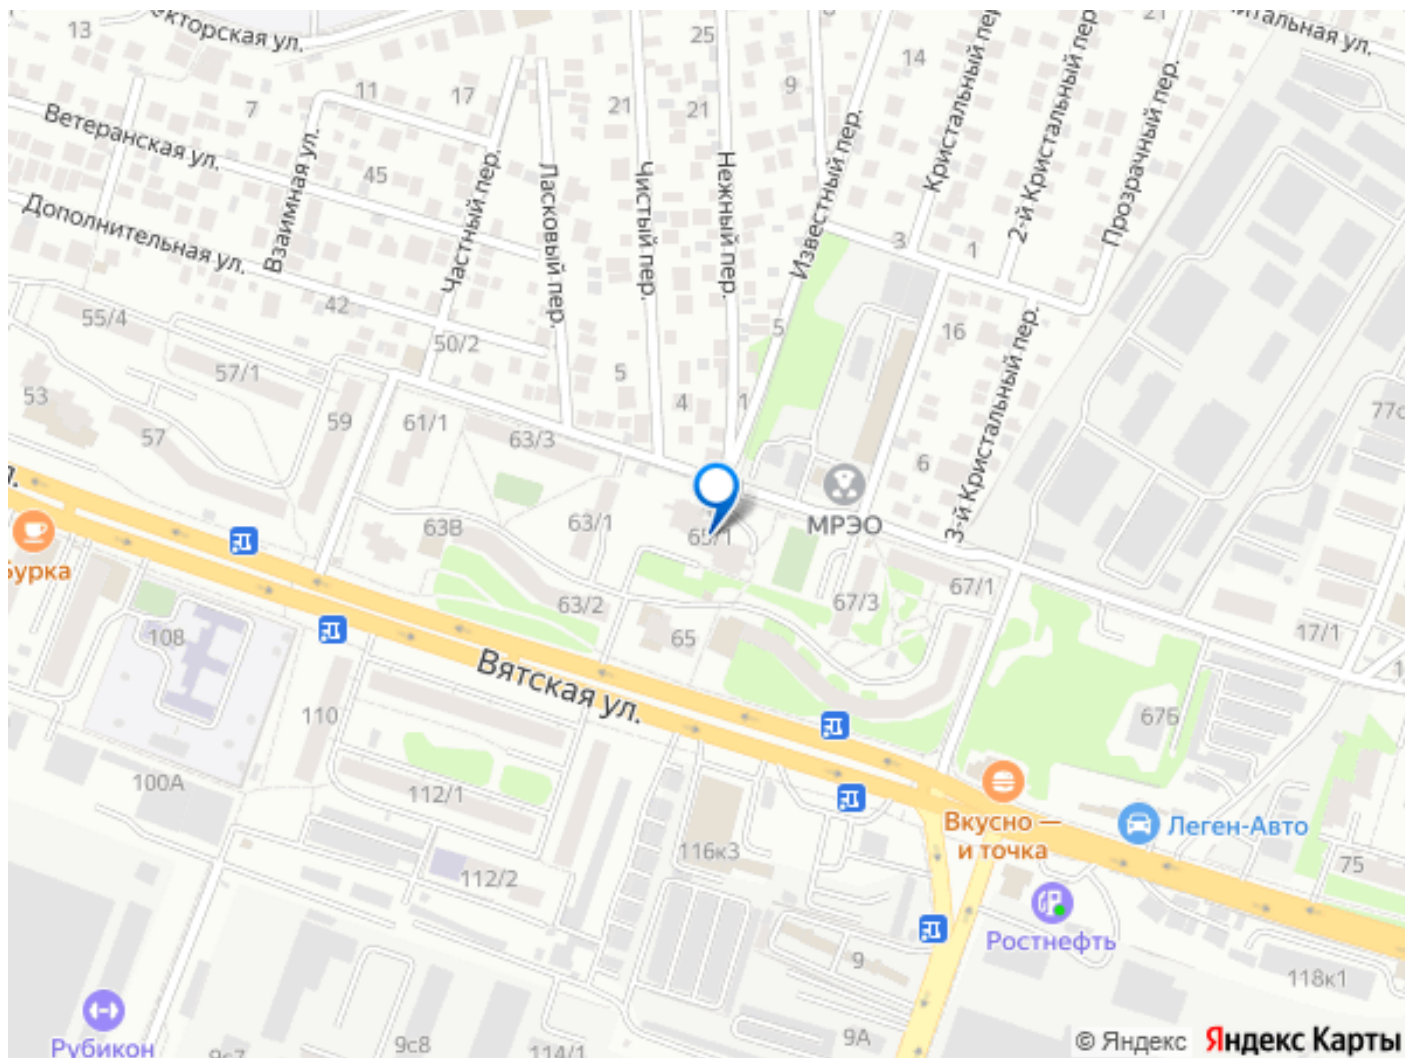 13
екторская ул.
25
14
21
Кристальный пер.
2-й Кристальный пер.
Прозрачный пер.
11
17
7
21
21
9
Ветеранская ул.
Взаимная ул.
45
Частный пер.
Ласковый пер.
Чистый пер.
Нежный пер.
Известный пер.
Дополнительная ул.
3
1
42
55/4
50/2
5
16
57/1
5
53
59
61/1
4
1
77с
57
63/3
6
3-й Кристальный пер.
63В
63/1
65/1
МРЭО
67/1
Бурка
63/2
67/3
108
65
17/1
Вятская ул.
110
67Б
100А
112/1
Вкусно —
и точка
Леген-Авто
116к3
75
112/2
Ростнефть
9
118к1
Рубикон
9с7
9с8
114/1
9А
© Яндекс
Яндекс Карты